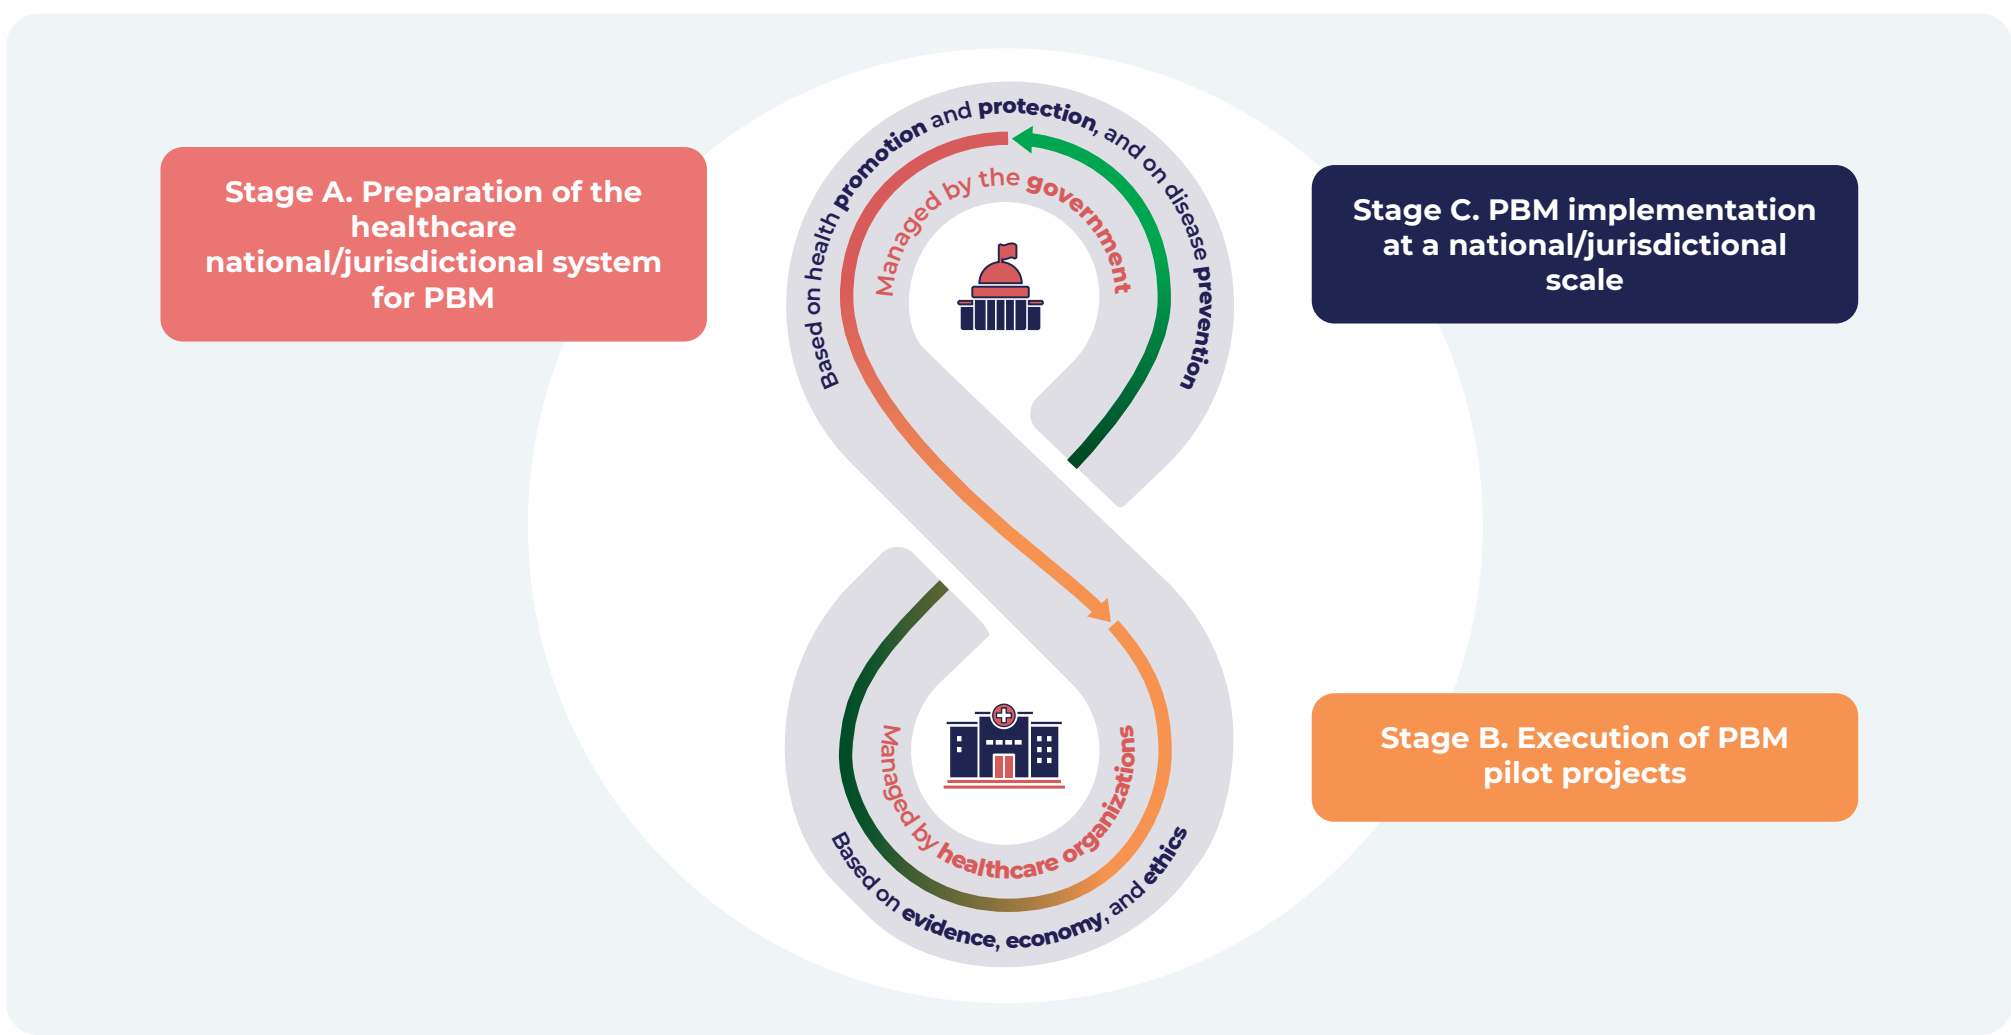 Stage A. Preparation of the
healthcare
national/jurisdictional system
for PBM
Based on health promotion and protection, and on disease prevention
Managed by the government
Stage C. PBM implementation
at a national/jurisdictional
scale
Stage B. Execution of PBM
pilot projects
Managed by healthcare organizations
Based on evidence, economy, and ethics